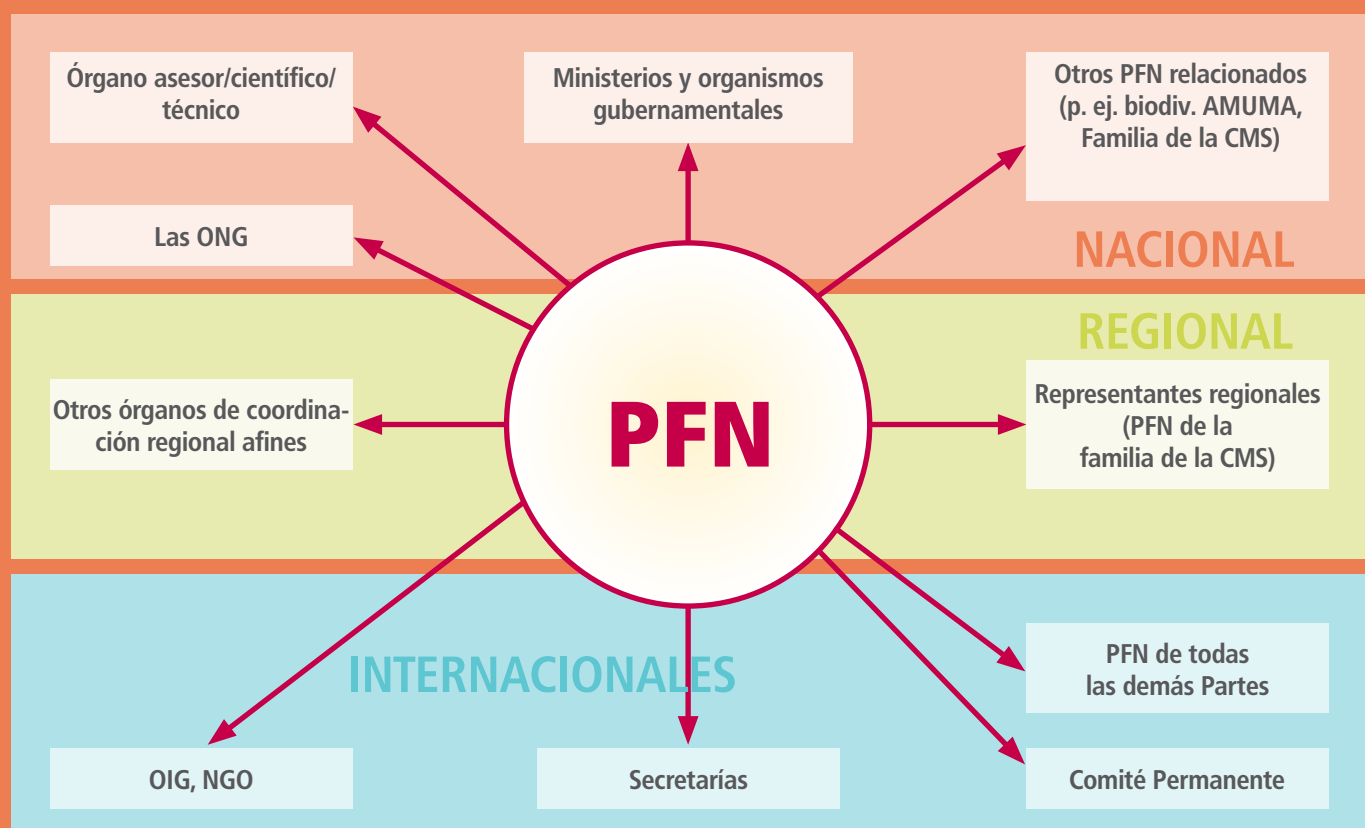 Órgano asesor/científico/
técnico
Ministerios y organismos
gubernamentales
Otros PFN relacionados
(p. ej. biodiv. AMUMA,
Familia de la CMS)
Las ONG
NACIONAL
REGIONAL
Otros órganos de coordina-
ción regional afines
PFN
Representantes regionales
(PFN de la
familia de la CMS)
INTERNACIONALES
PFN de todas
las demás Partes
OIG, NGO
Secretarías
Comité Permanente